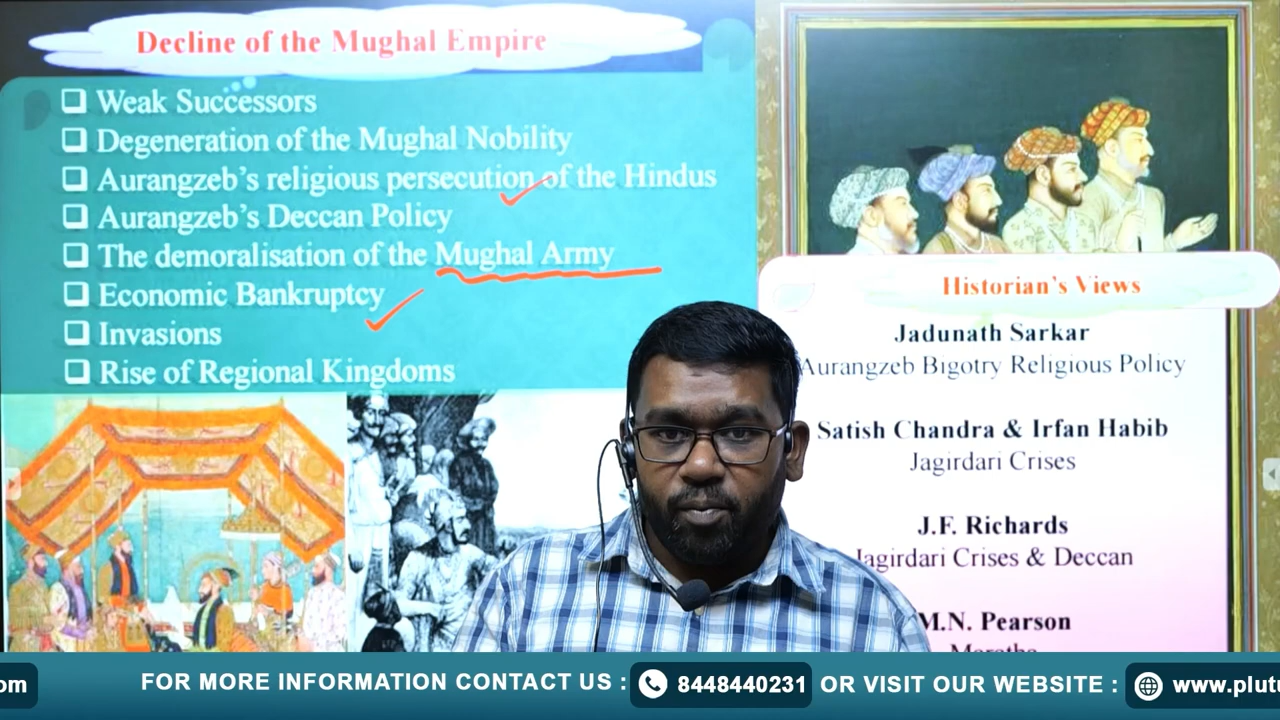 Decline of the Mughal Empire
Weak Successors
Degeneration of the Mughal Nobility
Aurangzeb's religious persecution of the Hindus
Aurangzeb's Deccan Policy
The demoralisation of the Mughal Army
Economic Bankruptcy
Invasions
Rise of Regional Kingdoms
Historian's Views
Jadunath Sarkar
Aurangzeb Bigotry Religious Policy
Satish Chandra & Irfan Habib
Jagirdari Crises
J.F. Richards
Jagirdari Crises & Deccan
M.N. Pearson
om FOR MORE INFORMATION CONTACT US : 8448440231 OR VISIT OUR WEBSITE : www.plutu